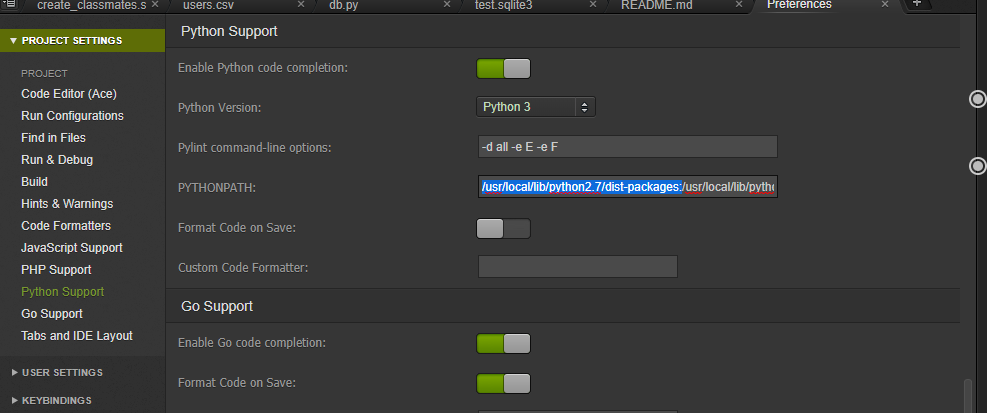 create_classmates.s
users.csv
db.py
test.sqlite3
README.md
Preferences
PROJECT SETTINGS
PROJECT
Code Editor (Ace)
Run Configurations
Find in Files
Run & Debug
Build
Hints & Warnings
Code Formatters
JavaScript Support
PHP Support
Python Support
Go Support
Tabs and IDE Layout
USER SETTINGS
KEYBINDINGS
Python Support
Enable Python code completion:
Python Version: Python 3
Pylint command-line options: -d all -e E -e F
PYTHONPATH: /usr/local/lib/python2.7/dist-packages:/usr/local/lib/pytho
Format Code on Save:
Custom Code Formatter:
Go Support
Enable Go code completion:
Format Code on Save: